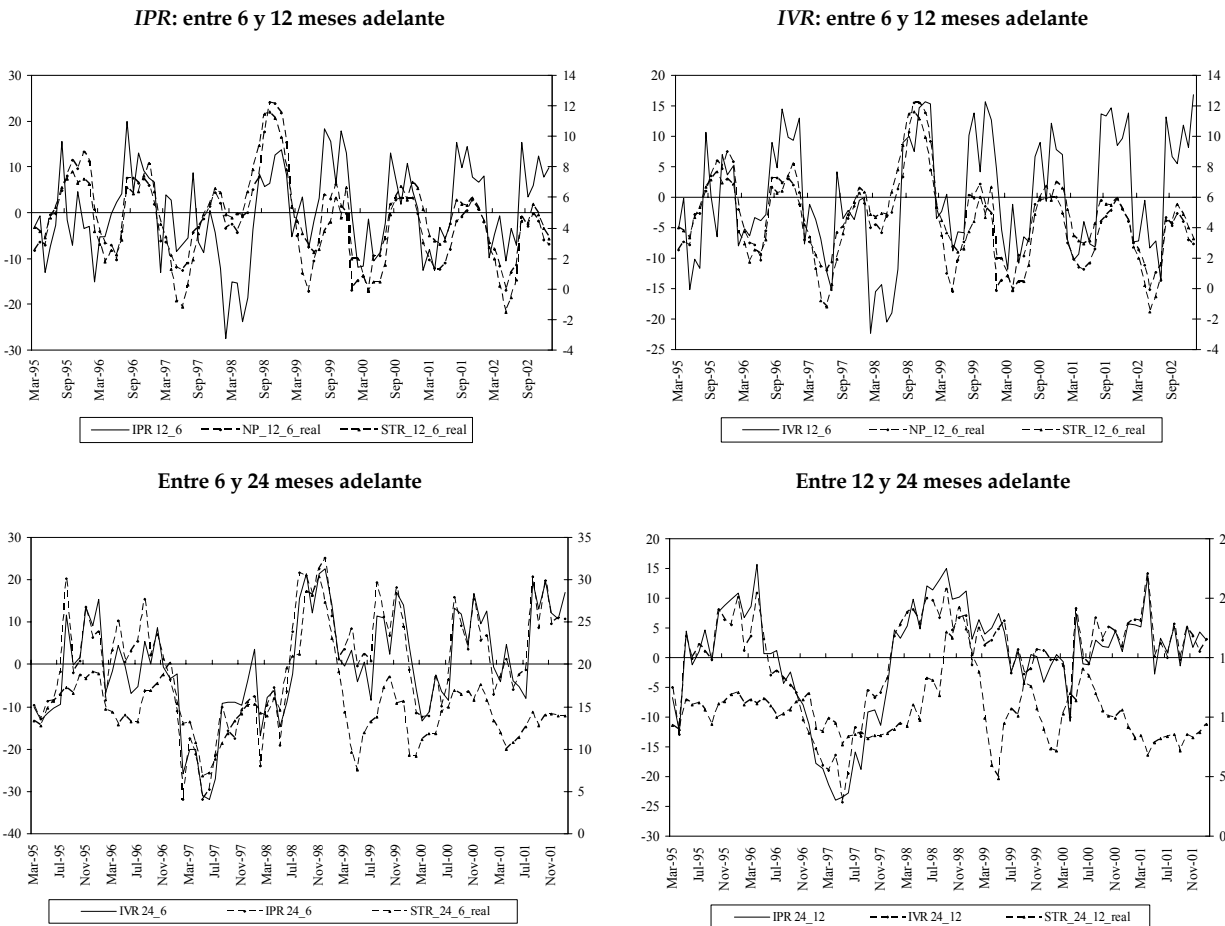 IPR: entre 6 y 12 meses adelante
30
20
10
0
-10
-20
-30
14
12
10
8
6
4
2
0
-2
-4
Mar-95
Sep-95
Mar-96
Sep-96
Mar-97
Sep-97
Mar-98
Sep-98
Mar-99
Sep-99
Mar-00
Sep-00
Mar-01
Sep-01
Mar-02
Sep-02
IPR 12_6 NP_12_6_real STR_12_6_real
IVR: entre 6 y 12 meses adelante
20
15
10
5
0
-5
-10
-15
-20
-25
14
12
10
8
6
4
2
0
-2
-4
Mar-95
Sep-95
Mar-96
Sep-96
Mar-97
Sep-97
Mar-98
Sep-98
Mar-99
Sep-99
Mar-00
Sep-00
Mar-01
Sep-01
Mar-02
Sep-02
IVR 12_6 NP_12_6_real STR_12_6_real
Entre 6 y 24 meses adelante
30
20
10
0
-10
-20
-30
-40
35
30
25
20
15
10
5
0
Mar-95
Jul-95
Nov-95
Mar-96
Jul-96
Nov-96
Mar-97
Jul-97
Nov-97
Mar-98
Jul-98
Nov-98
Mar-99
Jul-99
Nov-99
Mar-00
Jul-00
Nov-00
Mar-01
Jul-01
Nov-01
IVR 24_6 IPR 24_6 STR_24_6_real
Entre 12 y 24 meses adelante
20
15
10
5
0
-5
-10
-15
-20
-25
-30
2
2
1
1
5
0
Mar-95
Jul-95
Nov-95
Mar-96
Jul-96
Nov-96
Mar-97
Jul-97
Nov-97
Mar-98
Jul-98
Nov-98
Mar-99
Jul-99
Nov-99
Mar-00
Jul-00
Nov-00
Mar-01
Jul-01
Nov-01
IPR 24_12 IVR 24_12 STR_24_12_real